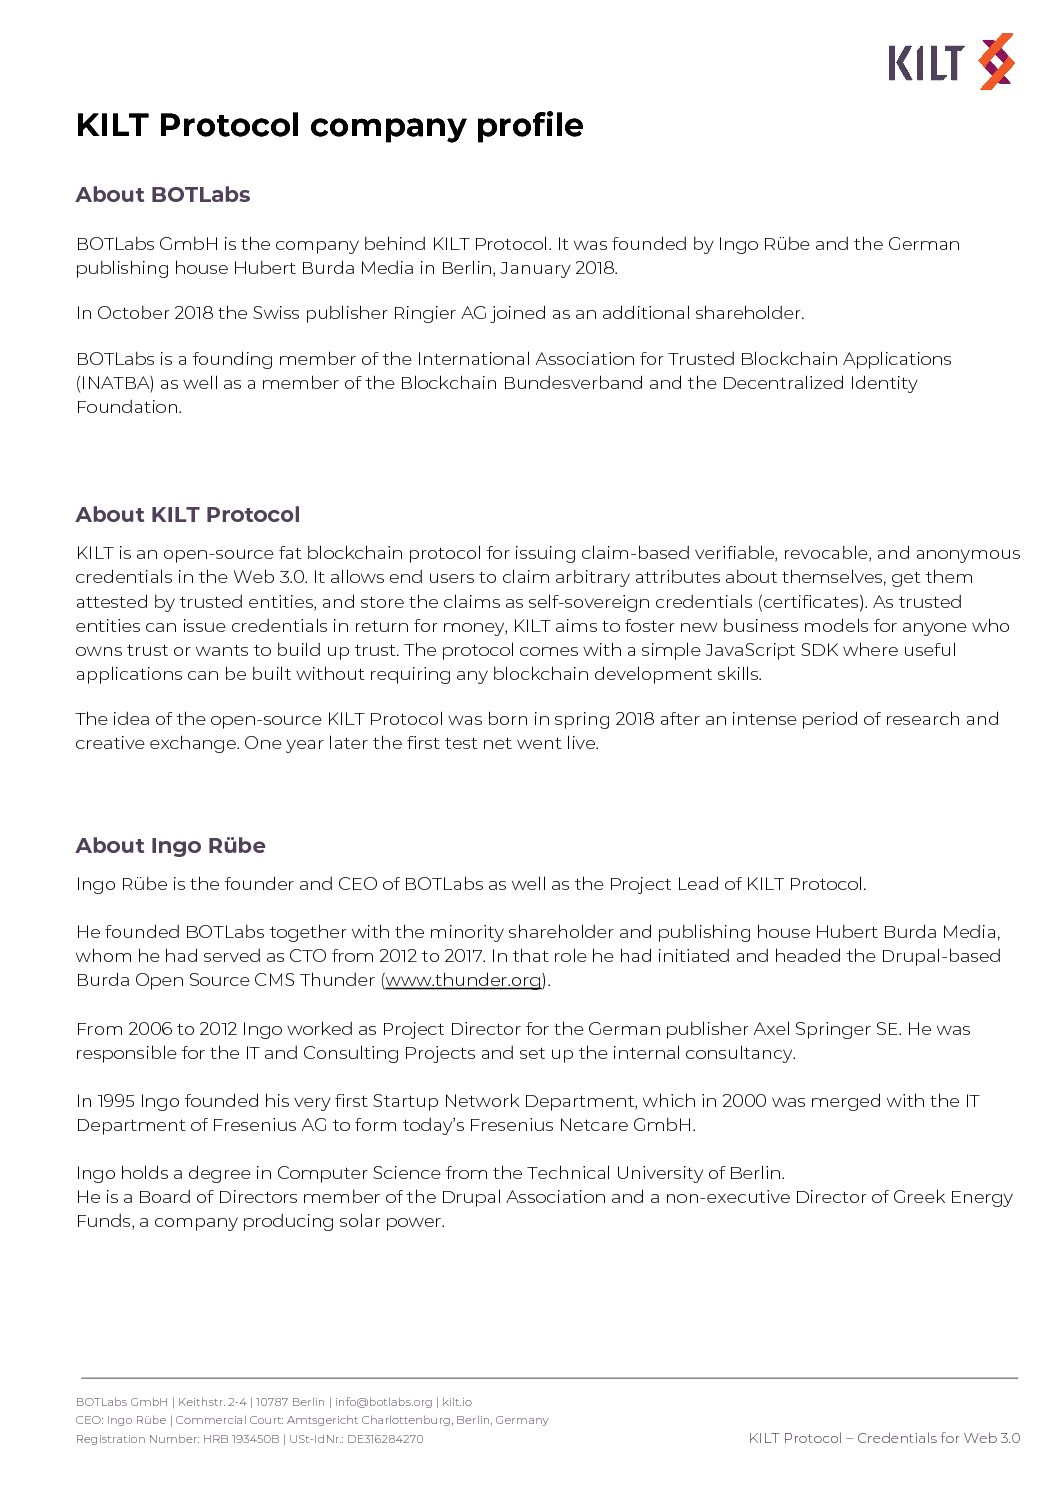 KILT
KILT Protocol company profile
About BOTLabs
BOTLabs GmbH is the company behind KILT Protocol. It was founded by Ingo Rübe and the German
publishing house Hubert Burda Media in Berlin, January 2018.
In October 2018 the Swiss publisher Ringier AG joined as an additional shareholder.
BOTLabs is a founding member of the International Association for Trusted Blockchain Applications
(INATBA) as well as a member of the Blockchain Bundesverband and the Decentralized Identity
Foundation.
About KILT Protocol
KILT is an open-source fat blockchain protocol for issuing claim-based verifiable, revocable, and anonymous
credentials in the Web 3.0. It allows end users to claim arbitrary attributes about themselves, get them
attested by trusted entities, and store the claims as self-sovereign credentials (certificates). As trusted
entities can issue credentials in return for money, KILT aims to foster new business models for anyone who
owns trust or wants to build up trust. The protocol comes with a simple JavaScript SDK where useful
applications can be built without requiring any blockchain development skills.
The idea of the open-source KILT Protocol was born in spring 2018 after an intense period of research and
creative exchange. One year later the first test net went live.
About Ingo Rübe
Ingo Rübe is the founder and CEO of BOTLabs as well as the Project Lead of KILT Protocol.
He founded BOTLabs together with the minority shareholder and publishing house Hubert Burda Media,
whom he had served as CTO from 2012 to 2017. In that role he had initiated and headed the Drupal-based
Burda Open Source CMS Thunder (www.thunder.org).
From 2006 to 2012 Ingo worked as Project Director for the German publisher Axel Springer SE. He was
responsible for the IT and Consulting Projects and set up the internal consultancy.
In 1995 Ingo founded his very first Startup Network Department, which in 2000 was merged with the IT
Department of Fresenius AG to form today’s Fresenius Netcare GmbH.
Ingo holds a degree in Computer Science from the Technical University of Berlin.
He is a Board of Directors member of the Drupal Association and a non-executive Director of Greek Energy
Funds, a company producing solar power.
BOTLabs GmbH | Keithstr. 2-4 | 10787 Berlin | info@botlabs.org | kilt.io
CEO: Ingo Rübe | Commercial Court: Amtsgericht Charlottenburg, Berlin, Germany
Registration Number: HRB 193450B | USt-IdNr.: DE316284270
KILT Protocol – Credentials for Web 3.0